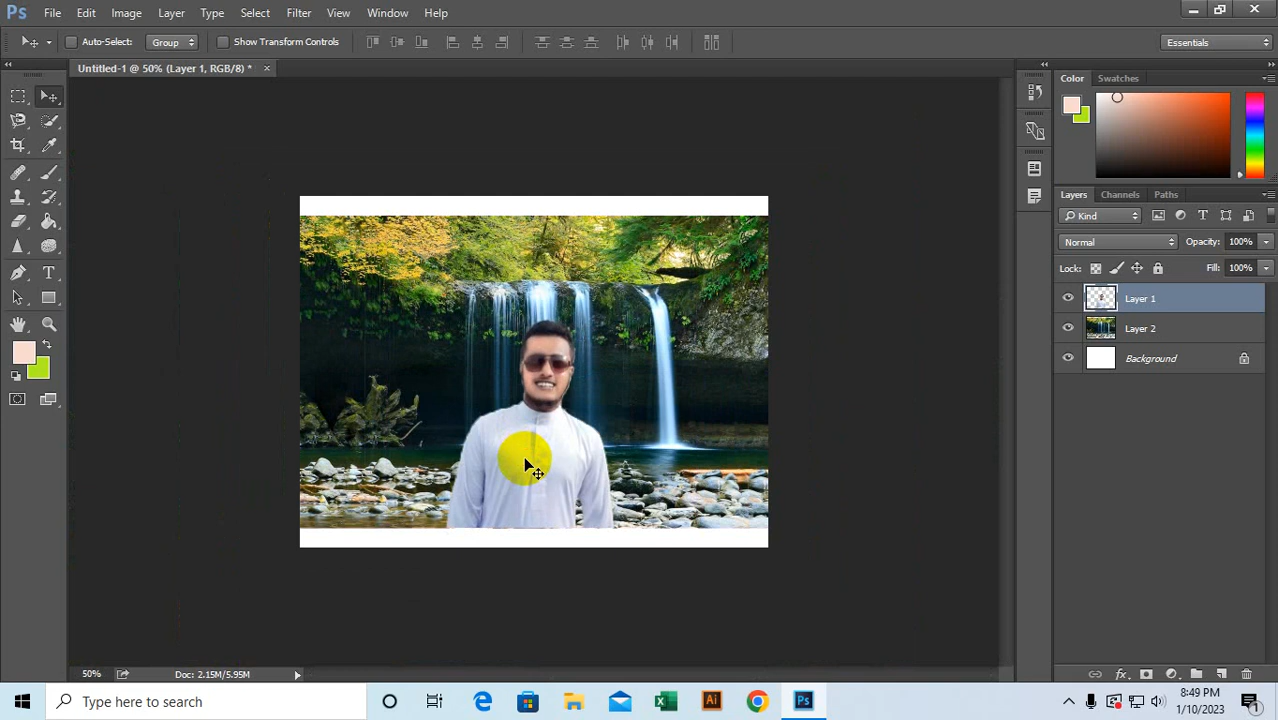 Ps File Edit Image Layer Type Select Filter View Window Help
Auto-Select: Group Show Transform Controls Essentials
Untitled-1 @ 50% (Layer 1, RGB/8) * ×
Color Swatches
Layers Channels Paths
Kind
Normal Opacity: 100%
Lock: Fill: 100%
Layer 1
Layer 2
Background
50% Doc: 2.15M/5.95M
Type here to search
Ai
Ps
8:49 PM
1/10/2023
1